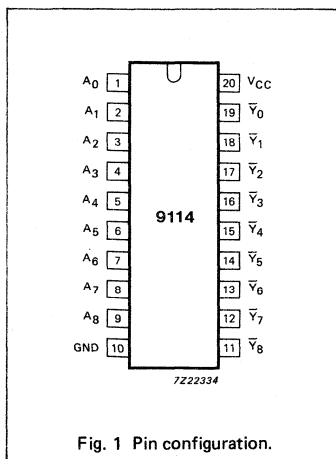 A0 1 20 VCC
A1 2 19 Y̅0
A2 3 18 Y̅1
A3 4 17 Y̅2
A4 5 16 Y̅3
9114
A5 6 15 Y̅4
A6 7 14 Y̅5
A7 8 13 Y̅6
A8 9 12 Y̅7
GND 10 11 Y̅8
7Z22334
Fig. 1 Pin configuration.